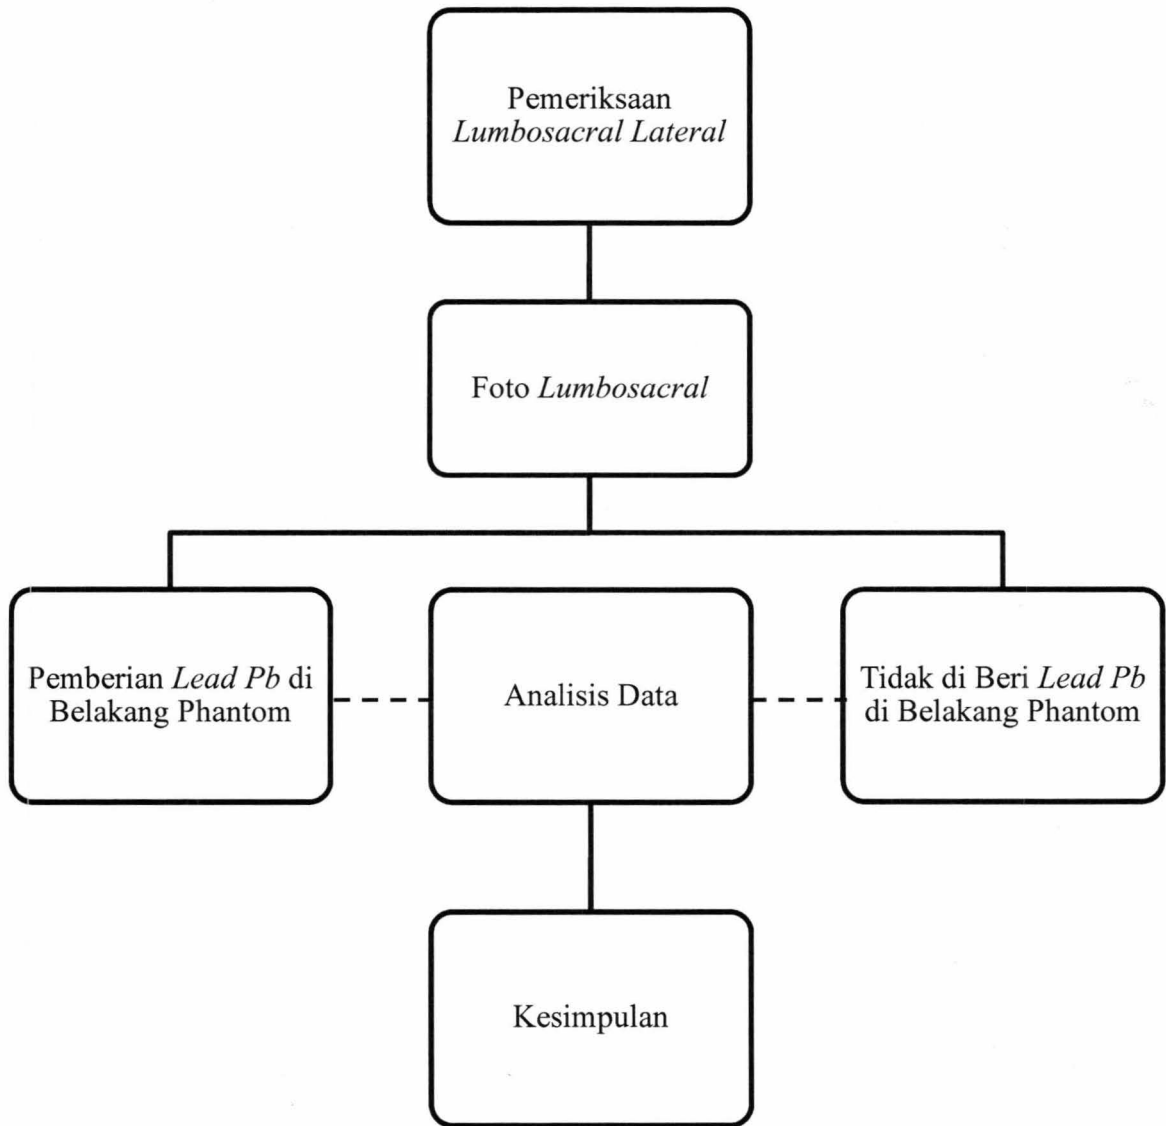 Pemeriksaan
Lumbosacral Lateral
Foto Lumbosacral
Pemberian Lead Pb di
Belakang Phantom
Analisis Data
Tidak di Beri Lead Pb
di Belakang Phantom
Kesimpulan